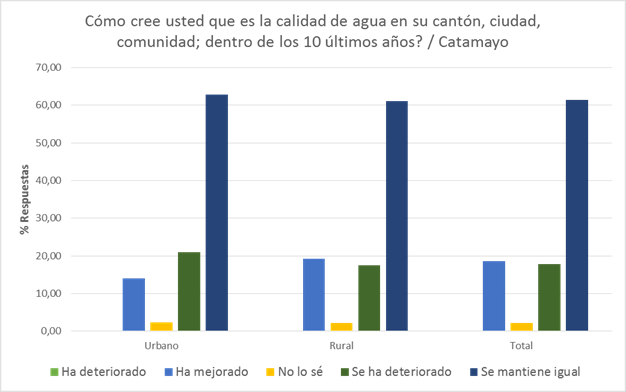 Cómo cree usted que es la calidad de agua en su cantón, ciudad,
comunidad; dentro de los 10 últimos años? / Catamayo
70,00
60,00
50,00
40,00
30,00
20,00
10,00
0,00
% Respuestas
Urbano
Rural
Total
Ha deteriorado
Ha mejorado
No lo sé
Se ha deteriorado
Se mantiene igual